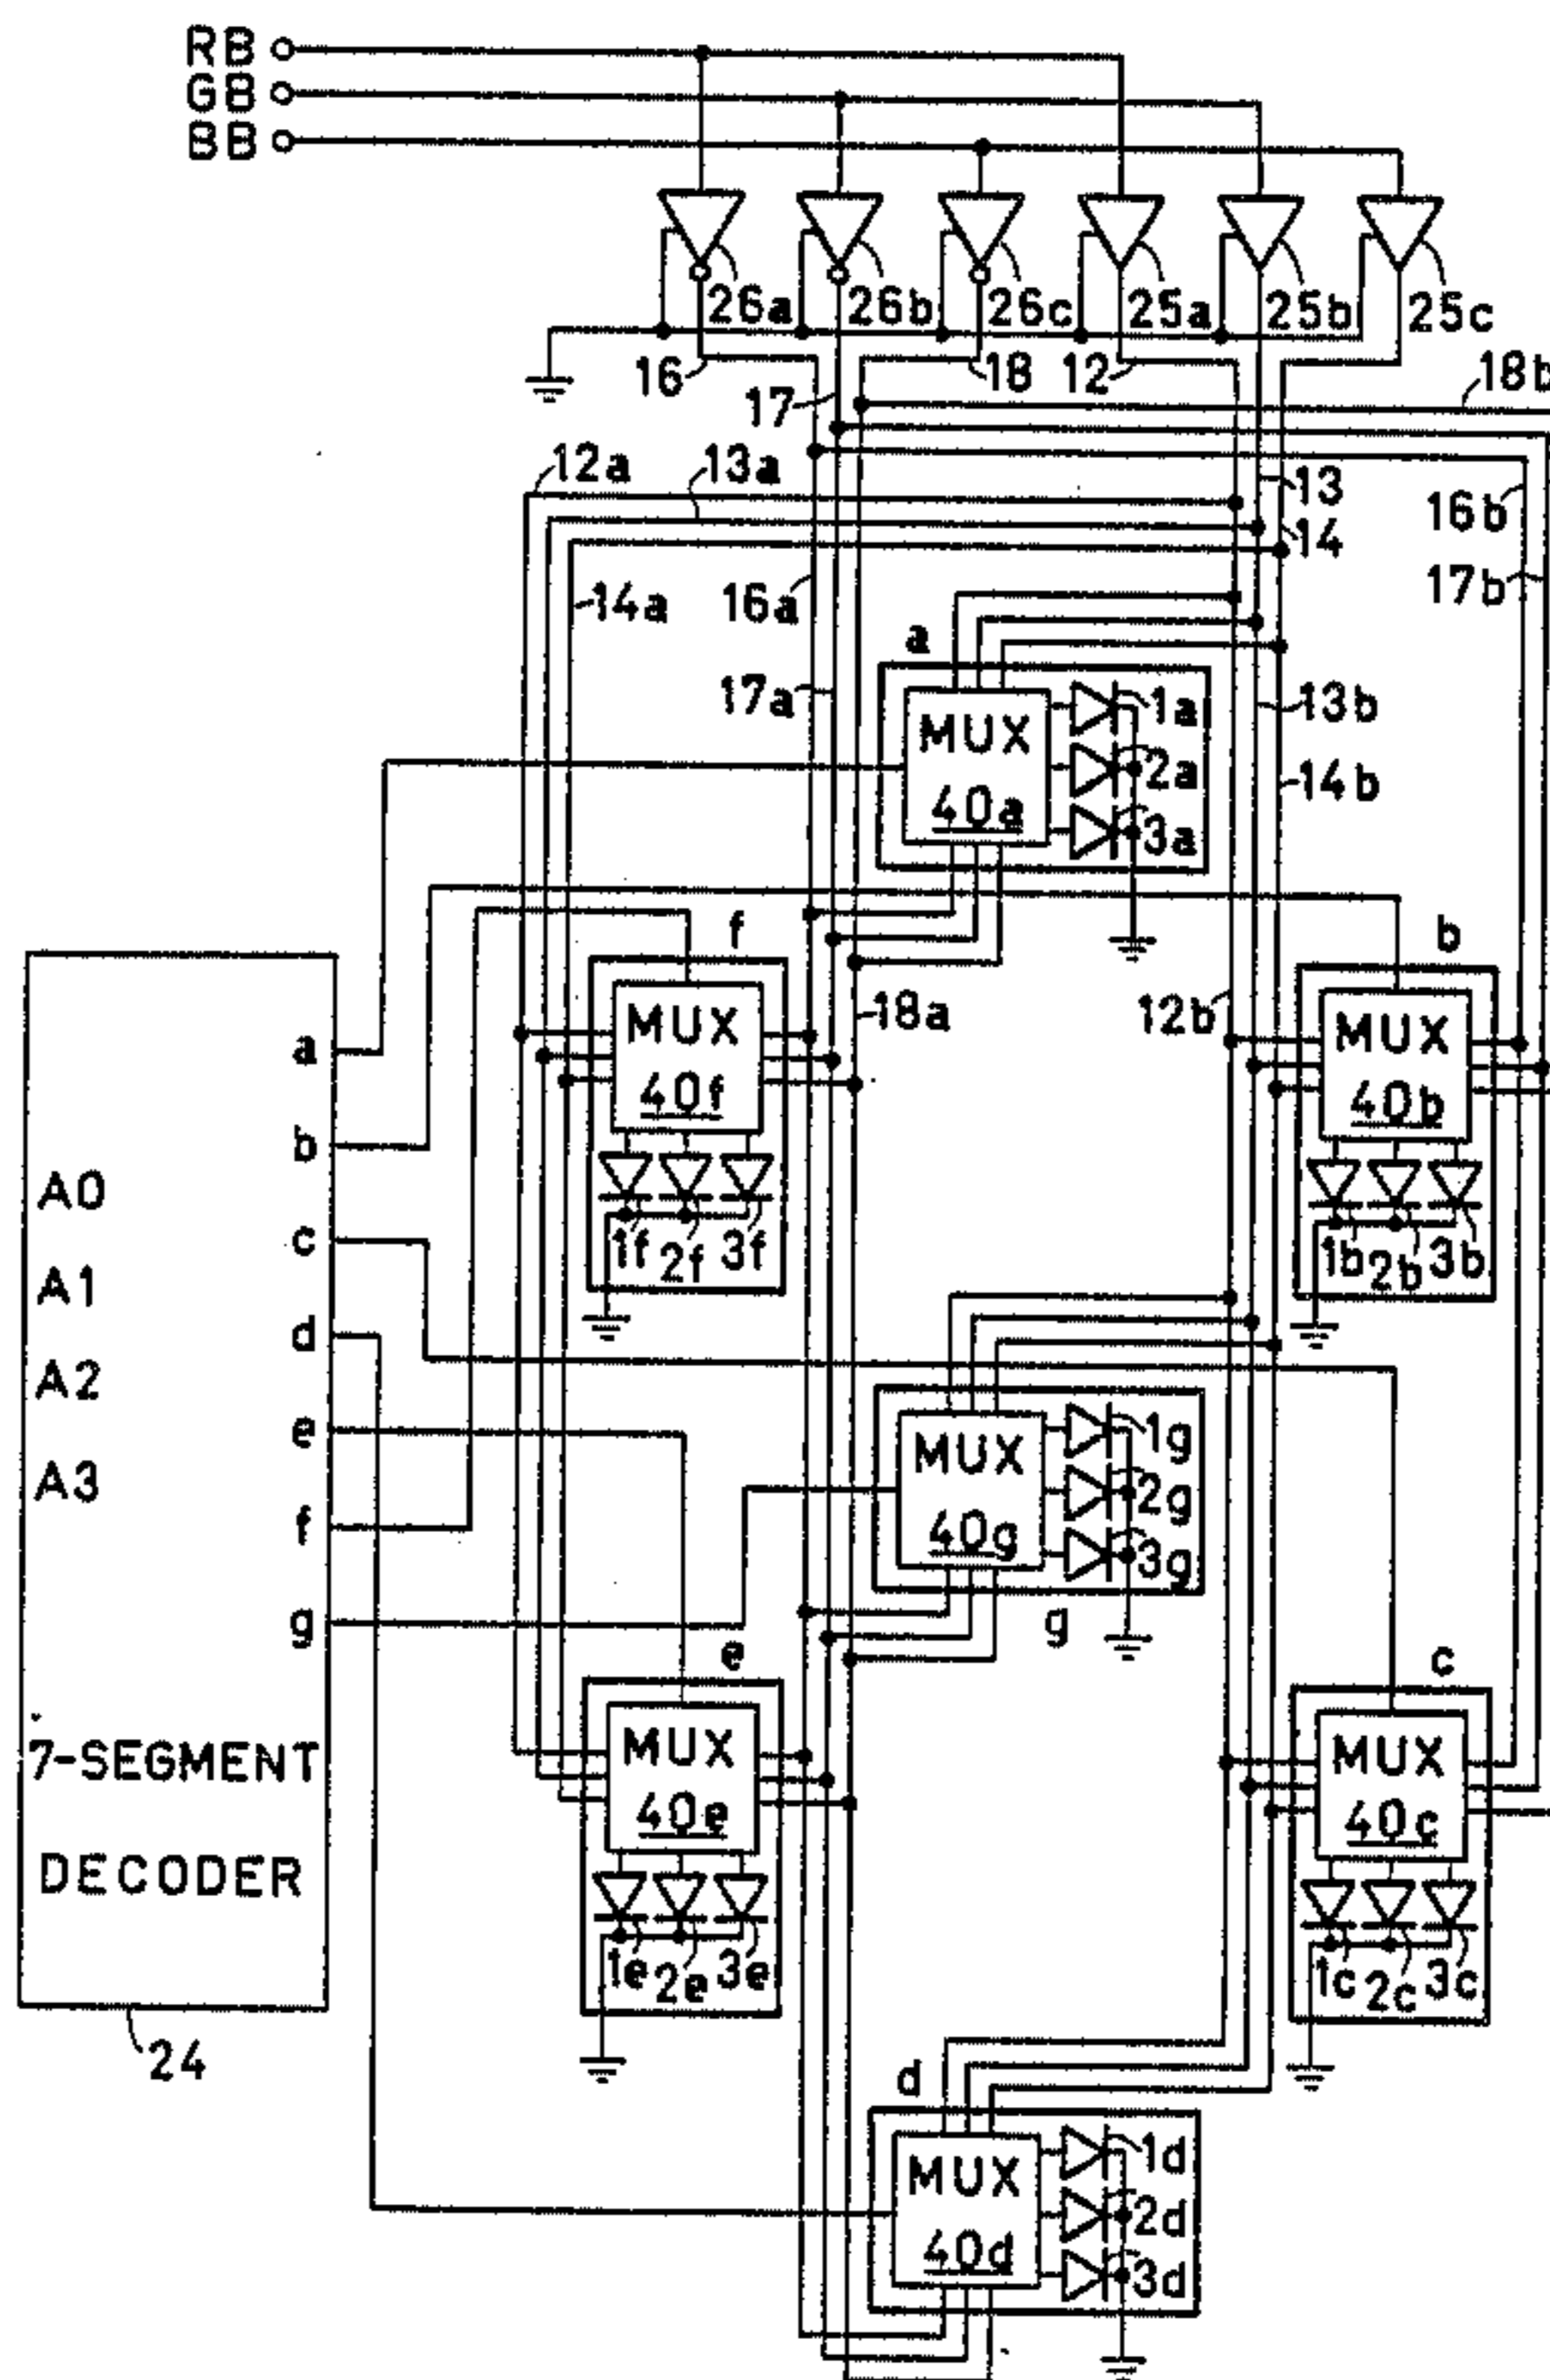 RB
GB
BB
26a 26b 26c 25a 25b 25c
16 18 12 18b
17
12a 13a 13 16b
14
14a 16a 17b
a
17a 1a 13b
MUX 2a 14b
40a 3a
f b
18a 12b
MUX MUX
a
40f 40b
b
A0
c 1f 2f 3f 1b 2b 3b
A1
d
A2
e MUX 1g
A3 2g
f 40g 3g
g g
e c
7-SEGMENT MUX MUX
40e 40c
DECODER
1e 2e 3e 1c 2c 3c
24
d
MUX 1d
2d
40d 3d